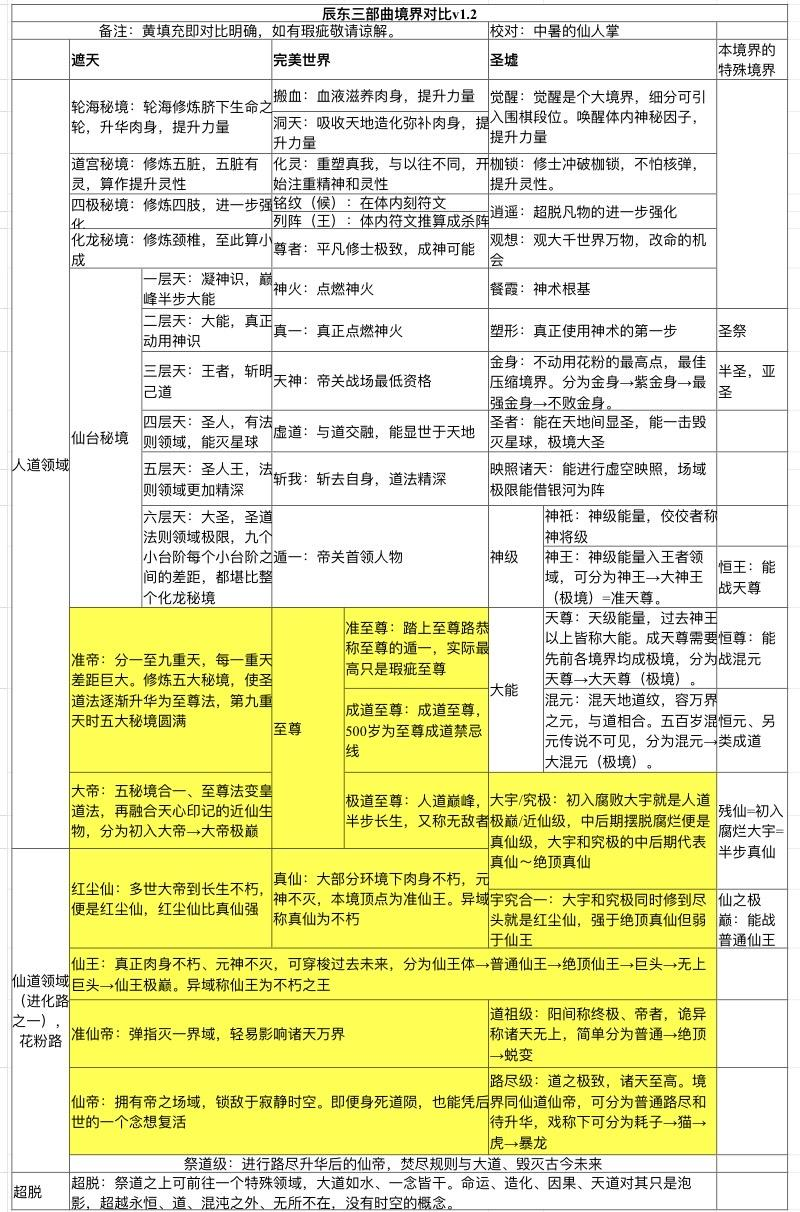 辰东三部曲境界对比v1.2
备注：黄填充即对比明确，如有瑕疵敬请谅解。
校对：中暑的仙人掌
遮天
完美世界
圣墟
本境界的
特殊境界
人道领域
轮海秘境：轮海修炼脐下生命之
轮，升华肉身，提升力量
搬血：血液滋养肉身，提升力量
洞天：吸收天地造化弥补肉身，提
升力量
觉醒：觉醒是个大境界，细分可引
入围棋段位。唤醒体内神秘因子，
提升力量
道宫秘境：修炼五脏，五脏有
灵，算作提升灵性
化灵：重塑真我，与以往不同，开
始注重精神和灵性
枷锁：修士冲破枷锁，不怕核弹，
提升灵性。
四极秘境：修炼四肢，进一步强
化
铭纹（候）：在体内刻符文
列阵（王）：体内符文推算成杀阵
逍遥：超脱凡物的进一步强化
化龙秘境：修炼颈椎，至此算小
成
尊者：平凡修士极致，成神可能
观想：观大千世界万物，改命的机
会
仙台秘境
一层天：凝神识，巅
峰半步大能
神火：点燃神火
餐霞：神术根基
二层天：大能，真正
动用神识
真一：真正点燃神火
塑形：真正使用神术的第一步
圣祭
三层天：王者，斩明
己道
天神：帝关战场最低资格
金身：不动用花粉的最高点，最佳
压缩境界。分为金身→紫金身→最
强金身→不败金身。
半圣，亚
圣
四层天：圣人，有法
则领域，能灭星球
虚道：与道交融，能显世于天地
圣者：能在天地间显圣，能一击毁
灭星球，极境大圣
五层天：圣人王，法
则领域更加精深
斩我：斩去自身，道法精深
映照诸天：能进行虚空映照，场域
极限能借银河为阵
六层天：大圣，圣道
法则领域极限，九个
小台阶每个小台阶之
间的差距，都堪比整
个化龙秘境
遁一：帝关首领人物
神级
神祇：神级能量，佼佼者称
神将级
神王：神级能量入王者领
域，可分为神王→大神王
（极境）=准天尊。
恒王：能
战天尊
准帝：分一至九重天，每一重天
差距巨大。修炼五大秘境，使圣
道法逐渐升华为至尊法，第九重
天时五大秘境圆满
至尊
准至尊：踏上至尊路恭
称至尊的遁一，实际最
高只是瑕疵至尊
成道至尊：成道至尊，
500岁为至尊成道禁忌
线
大能
天尊：天级能量，过去神王
以上皆称大能。成天尊需要
先前各境界均成极境，分为
天尊→大天尊（极境）。
恒尊：能
战混元
混元：混天地道纹，容万界
之元，与道相合。五百岁混
元传说不可见，分为混元→
大混元（极境）。
恒元、另
类成道
大帝：五秘境合一、至尊法变皇
道法，再融合天心印记的近仙生
物，分为初入大帝→大帝极巅
极道至尊：人道巅峰，
半步长生，又称无敌者
大宇/究极：初入腐败大宇就是人道
极巅/近仙级，中后期摆脱腐烂便是
真仙级，大宇和究极的中后期代表
真仙～绝顶真仙
残仙=初入
腐烂大宇=
半步真仙
仙道领域
（进化路
之一），
花粉路
红尘仙：多世大帝到长生不朽，
便是红尘仙，红尘仙比真仙强
真仙：大部分环境下肉身不朽，元
神不灭，本境顶点为准仙王。异域
称真仙为不朽
宇究合一：大宇和究极同时修到尽
头就是红尘仙，强于绝顶真仙但弱
于仙王
仙之极
巅：能战
普通仙王
仙王：真正肉身不朽、元神不灭，可穿梭过去未来，分为仙王体→普通仙王→绝顶仙王→巨头→无上
巨头→仙王极巅。异域称仙王为不朽之王
准仙帝：弹指灭一界域，轻易影响诸天万界
道祖级：阳间称终极、帝者，诡异
称诸天无上，简单分为普通→绝顶
→蜕变
仙帝：拥有帝之场域，锁敌于寂静时空。即便身死道陨，也能凭后
世的一个念想复活
路尽级：道之极致，诸天至高。境
界同仙道仙帝，可分为普通路尽和
待升华，戏称下可分为耗子→猫→
虎→暴龙
祭道级：进行路尽升华后的仙帝，焚尽规则与大道、毁灭古今未来
超脱
超脱：祭道之上可前往一个特殊领域，大道如水、一念皆干。命运、造化、因果、天道对其只是泡
影，超越永恒、道、混沌之外、无所不在，没有时空的概念。